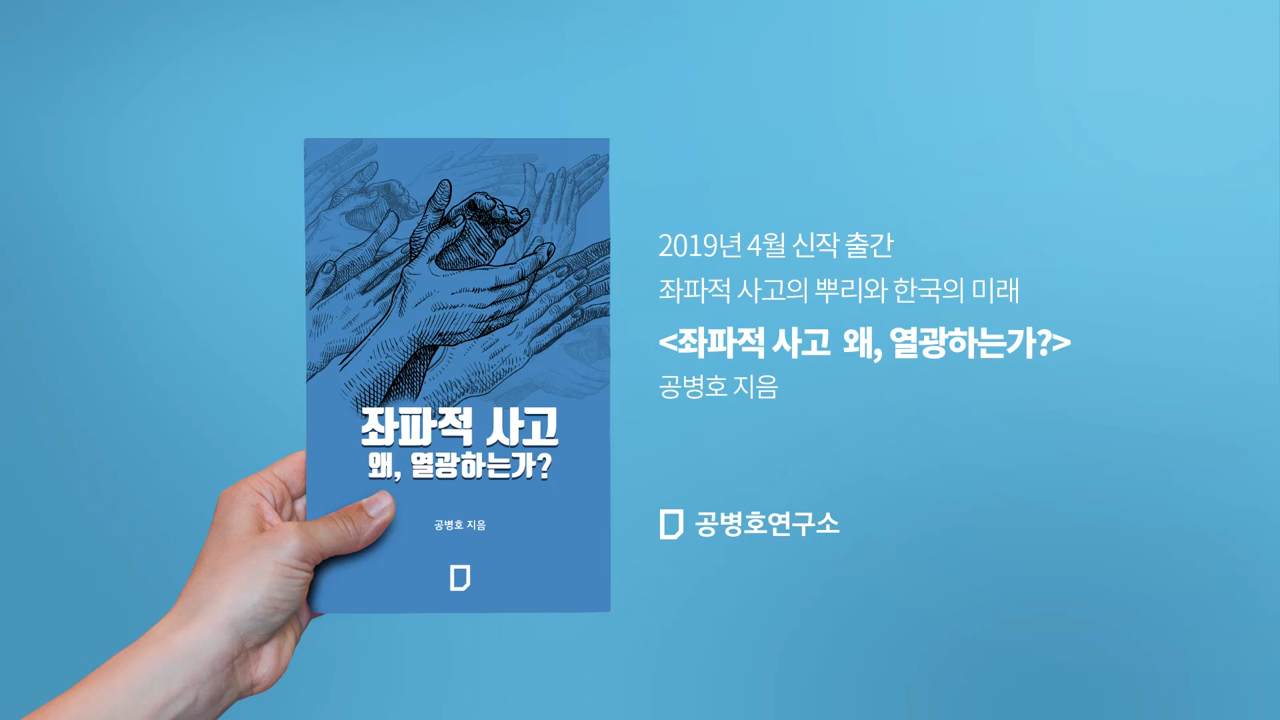 좌파적 사고
왜, 열광하는가?
공병호 지음
2019년 4월 신작 출간
좌파적 사고의 뿌리와 한국의 미래
<좌파적 사고 왜, 열광하는가?>
공병호 지음
공병호연구소